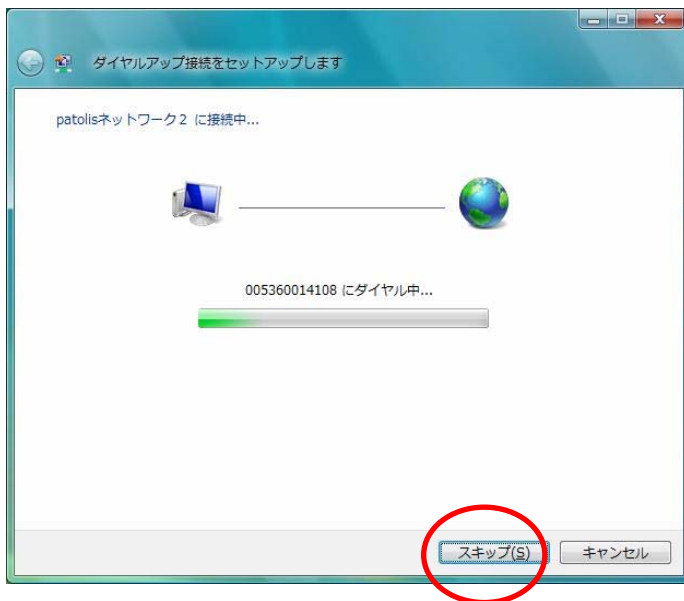 ダイヤルアップ接続をセットアップします
patolisネットワーク2 に接続中...
005360014108 にダイヤル中...
スキップ(S) キャンセル